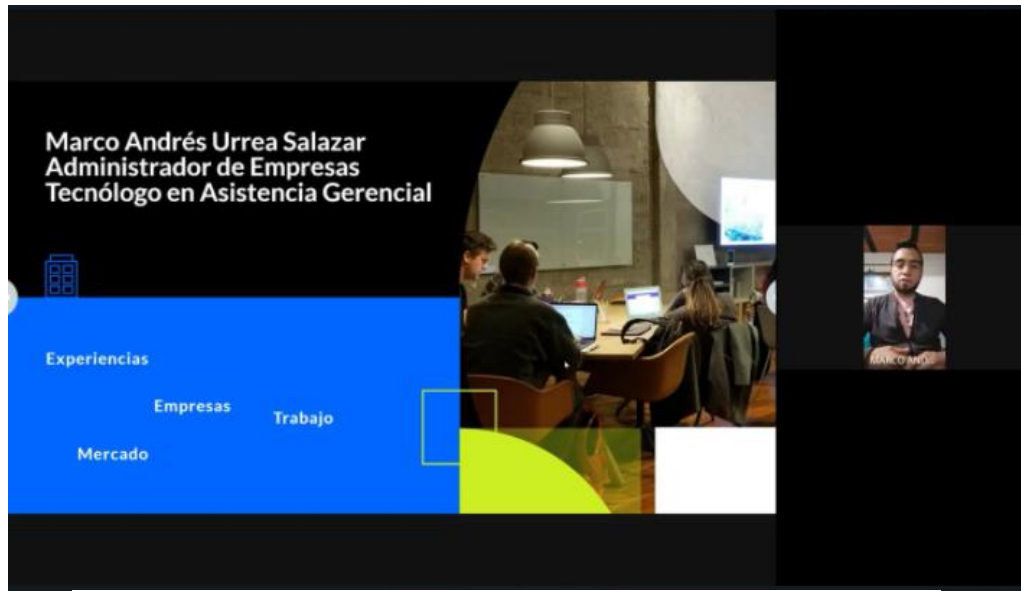 Marco Andrés Urrea Salazar
Administrador de Empresas
Tecnólogo en Asistencia Gerencial
Experiencias
Empresas
Trabajo
Mercado
MARCO AND